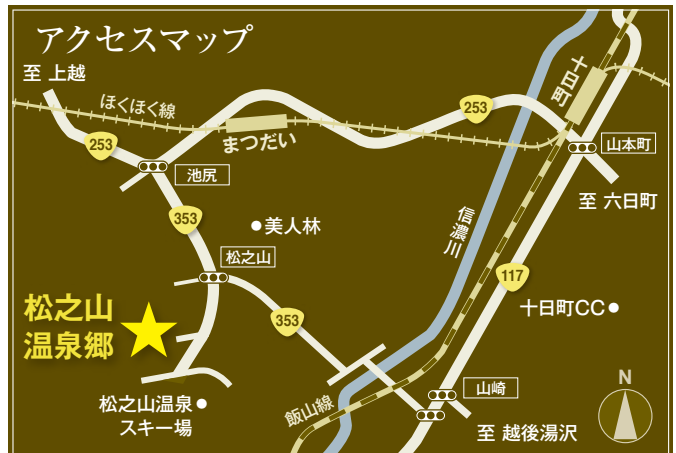 アクセスマップ
至 上越
ほくほく線
253
まつだい
十日町
253
253
池尻
山本町
至 六日町
353
美人林
信濃川
松之山
117
松之山
温泉郷
353
十日町CC
山崎
N
松之山温泉
スキー場
飯山線
至 越後湯沢